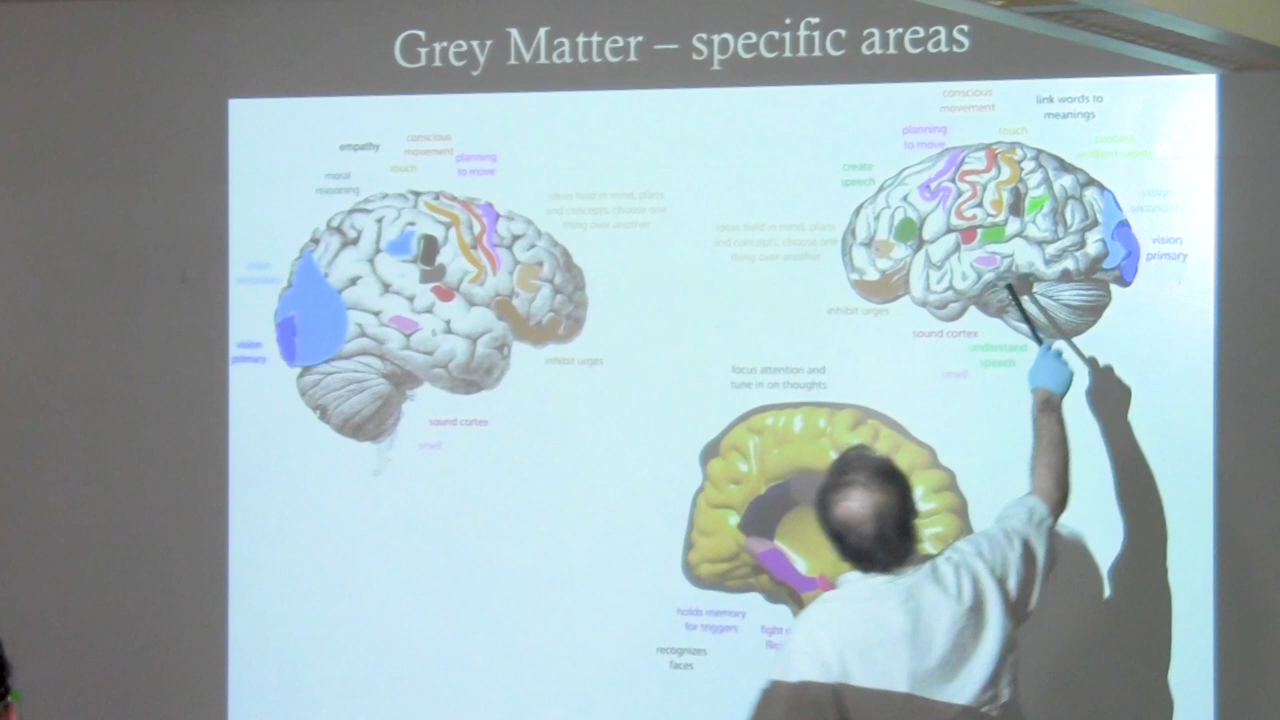 Grey Matter – specific areas
empathy
conscious
movement
touch
planning
to move
moral
reasoning
ideas held in mind, plans
and concepts, choose one
thing over another
vision
primary
inhibit urges
sound cortex
smell
conscious
movement
link words to
meanings
planning
to move
touch
create
speech
vision
secondary
ideas held in mind, plans
and concepts, choose one
thing over another
vision
primary
inhibit urges
sound cortex
understand
speech
smell
focus attention and
tune in on thoughts
holds memory
for triggers
fight
recognizes
faces